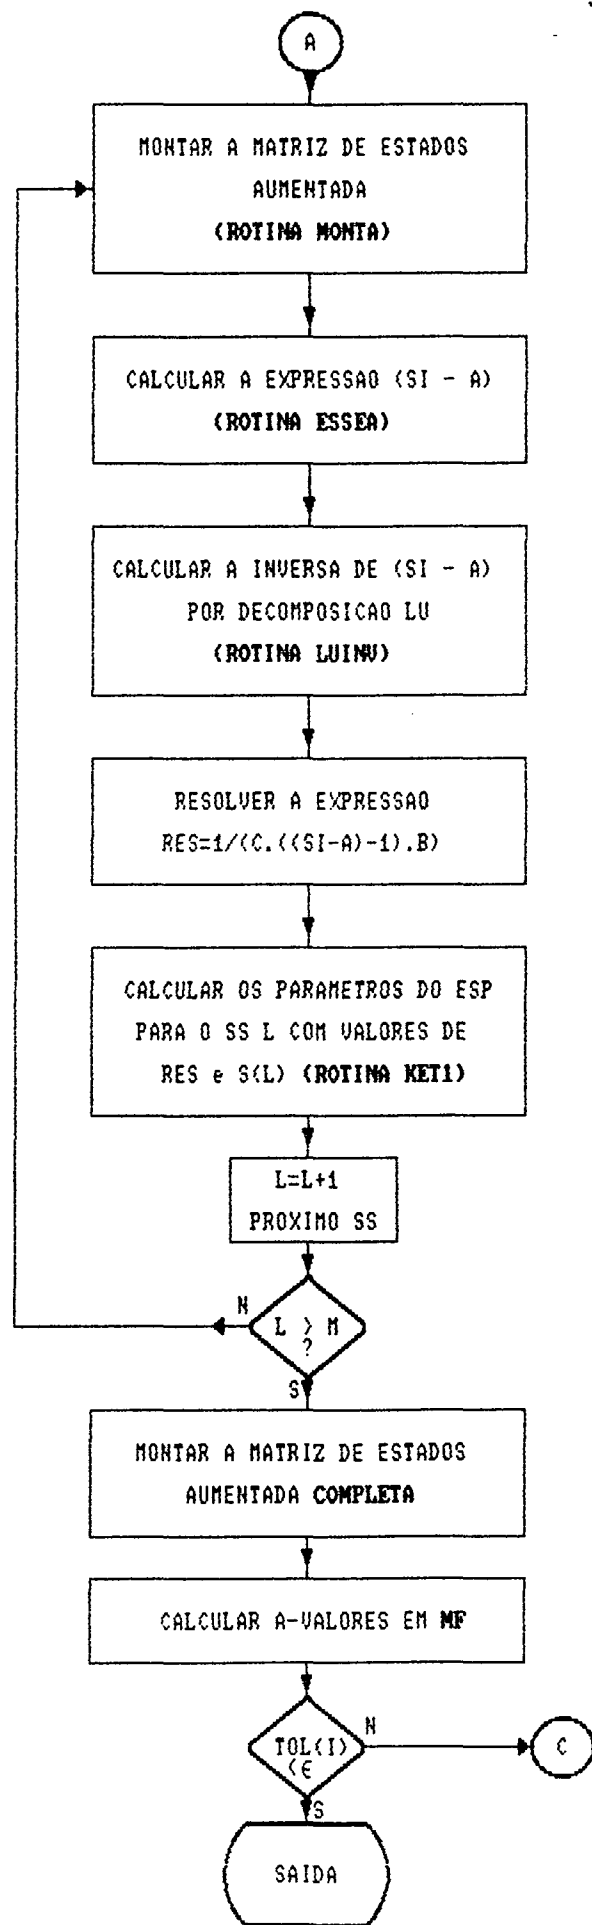 A
MONTAR A MATRIZ DE ESTADOS
AUMENTADA
(ROTINA MONTA)
CALCULAR A EXPRESSAO (SI - A)
(ROTINA ESSEA)
CALCULAR A INVERSA DE (SI - A)
POR DECOMPOSICAO LU
(ROTINA LUINV)
RESOLVER A EXPRESSAO
RES=1/(C.((SI-A)-1).B)
CALCULAR OS PARAMETROS DO ESP
PARA O SS L COM VALORES DE
RES e S(L) (ROTINA KET1)
L=L+1
PROXIMO SS
N
L > M
?
S
MONTAR A MATRIZ DE ESTADOS
AUMENTADA COMPLETA
CALCULAR A-VALORES EM MF
N
TOL(I)
<∈
C
S
SAIDA